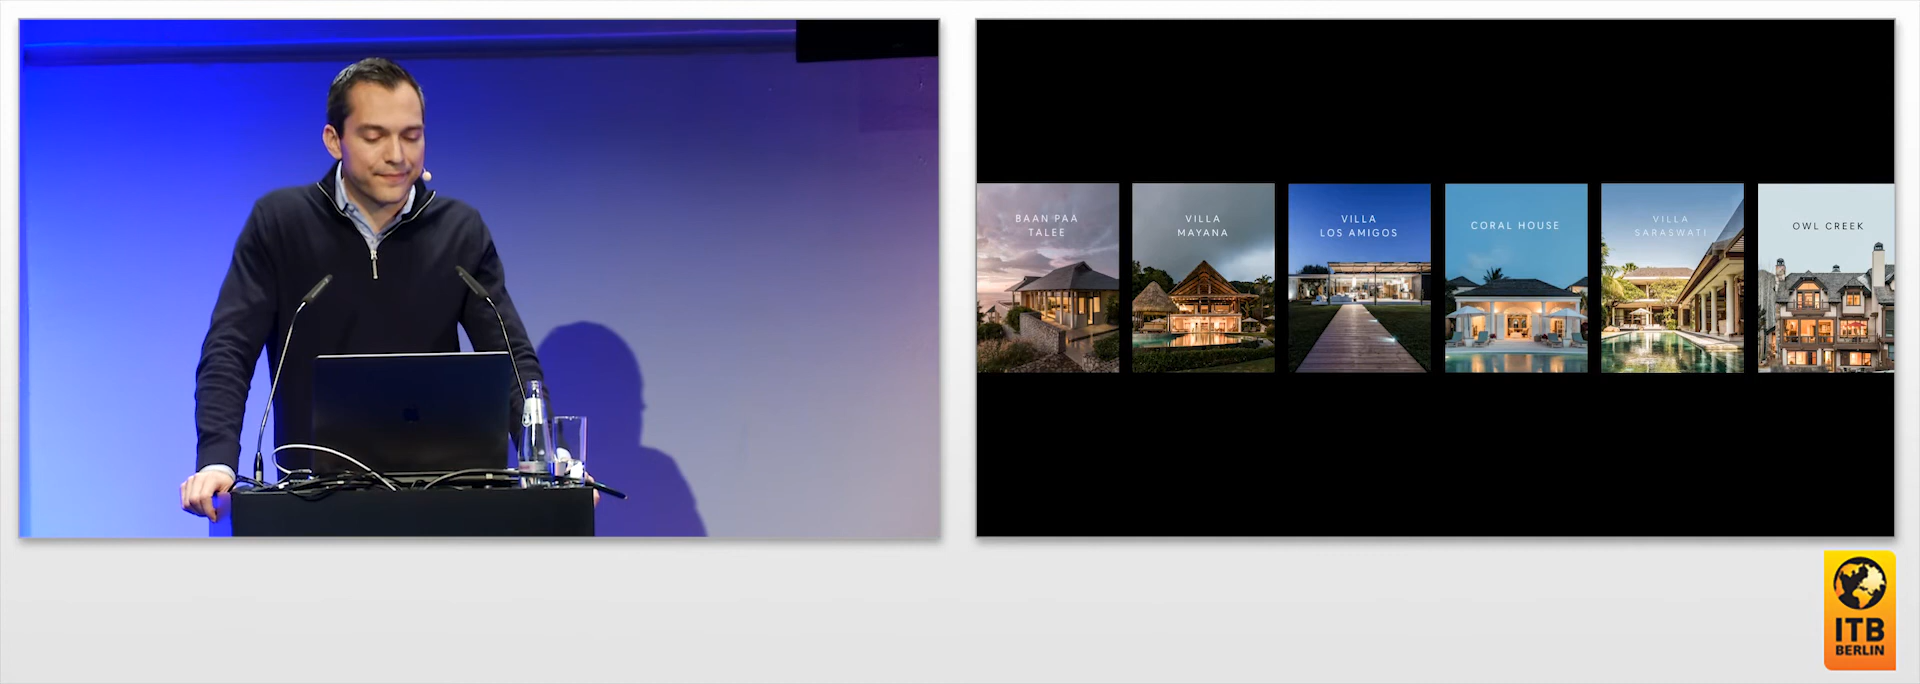 BAAN PAA
TALEE
VILLA
MAYANA
VILLA
LOS AMIGOS
CORAL HOUSE
VILLA
SARASWATI
OWL CREEK
ITB
BERLIN